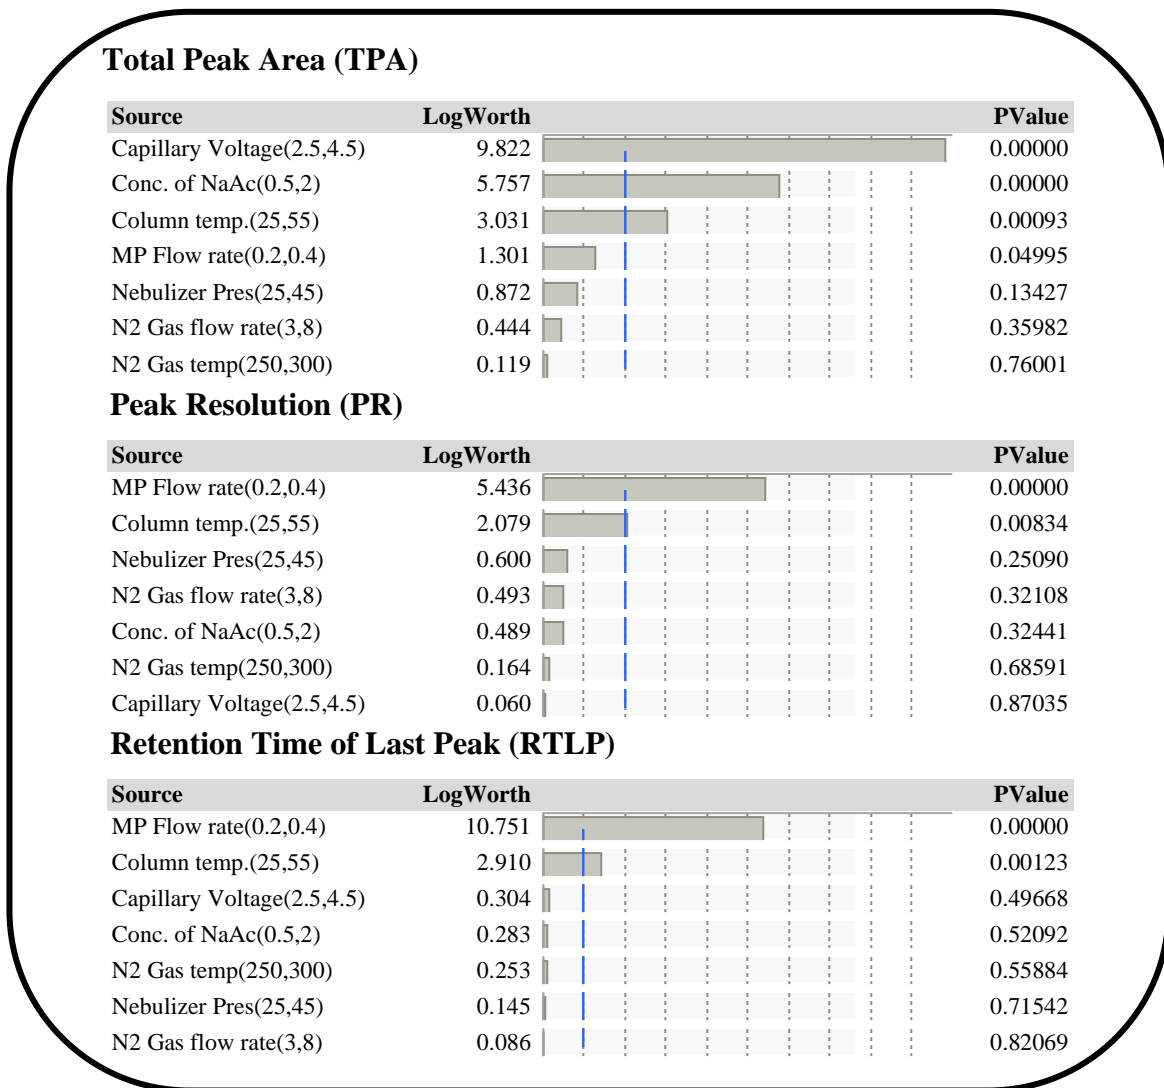 Total Peak Area (TPA)
Source LogWorth PValue
Capillary Voltage(2.5,4.5) 9.822 0.00000
Conc. of NaAc(0.5,2) 5.757 0.00000
Column temp.(25,55) 3.031 0.00093
MP Flow rate(0.2,0.4) 1.301 0.04995
Nebulizer Pres(25,45) 0.872 0.13427
N2 Gas flow rate(3,8) 0.444 0.35982
N2 Gas temp(250,300) 0.119 0.76001
Peak Resolution (PR)
Source LogWorth PValue
MP Flow rate(0.2,0.4) 5.436 0.00000
Column temp.(25,55) 2.079 0.00834
Nebulizer Pres(25,45) 0.600 0.25090
N2 Gas flow rate(3,8) 0.493 0.32108
Conc. of NaAc(0.5,2) 0.489 0.32441
N2 Gas temp(250,300) 0.164 0.68591
Capillary Voltage(2.5,4.5) 0.060 0.87035
Retention Time of Last Peak (RTLP)
Source LogWorth PValue
MP Flow rate(0.2,0.4) 10.751 0.00000
Column temp.(25,55) 2.910 0.00123
Capillary Voltage(2.5,4.5) 0.304 0.49668
Conc. of NaAc(0.5,2) 0.283 0.52092
N2 Gas temp(250,300) 0.253 0.55884
Nebulizer Pres(25,45) 0.145 0.71542
N2 Gas flow rate(3,8) 0.086 0.82069